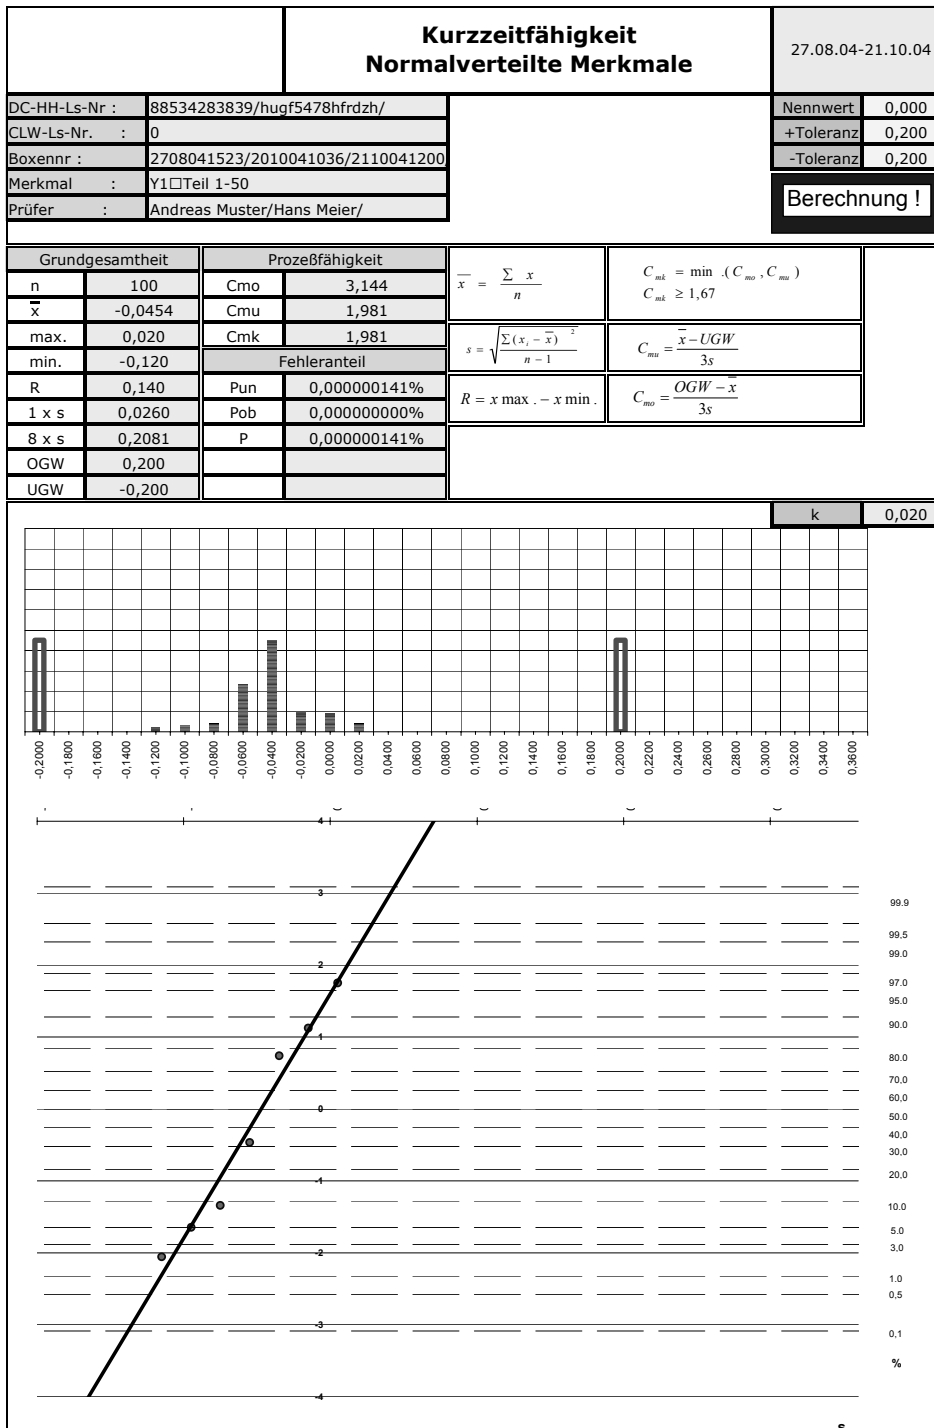 Kurzzeitfähigkeit
Normalverteilte Merkmale
27.08.04-21.10.04
DC-HH-Ls-Nr : 88534283839/hugf5478hfrdzh/
CLW-Ls-Nr. : 0
Boxennr : 2708041523/2010041036/2110041200
Merkmal : Y1□Teil 1-50
Prüfer : Andreas Muster/Hans Meier/
Nennwert 0,000
+Toleranz 0,200
-Toleranz 0,200
Berechnung !
Grundgesamtheit
n 100
x̅ -0,0454
max. 0,020
min. -0,120
R 0,140
1 x s 0,0260
8 x s 0,2081
OGW 0,200
UGW -0,200
Prozeßfähigkeit
Cmo 3,144
Cmu 1,981
Cmk 1,981
Fehleranteil
Pun 0,000000141%
Pob 0,000000000%
P 0,000000141%
x̅ = ∑ x / n
C mk = min .( C mo , C mu )
C mk ≥ 1,67
s = √(∑(x i − x̅) 2 / n − 1)
C mu = x̅ − UGW / 3s
R = x max . − x min .
C mo = OGW − x̅ / 3s
k 0,020
-0,2000 -0,1800 -0,1600 -0,1400 -0,1200 -0,1000 -0,0800 -0,0600 -0,0400 -0,0200 0,0000 0,0200 0,0400 0,0600 0,0800 0,1000 0,1200 0,1400 0,1600 0,1800 0,2000 0,2200 0,2400 0,2600 0,2800 0,3000 0,3200 0,3400 0,3600
4
3
2
1
0
-1
-2
-3
-4
99.9
99,5
99.0
97.0
95.0
90.0
80.0
70,0
60,0
50.0
40,0
30,0
20,0
10.0
5.0
3,0
1.0
0,5
0,1
%
s